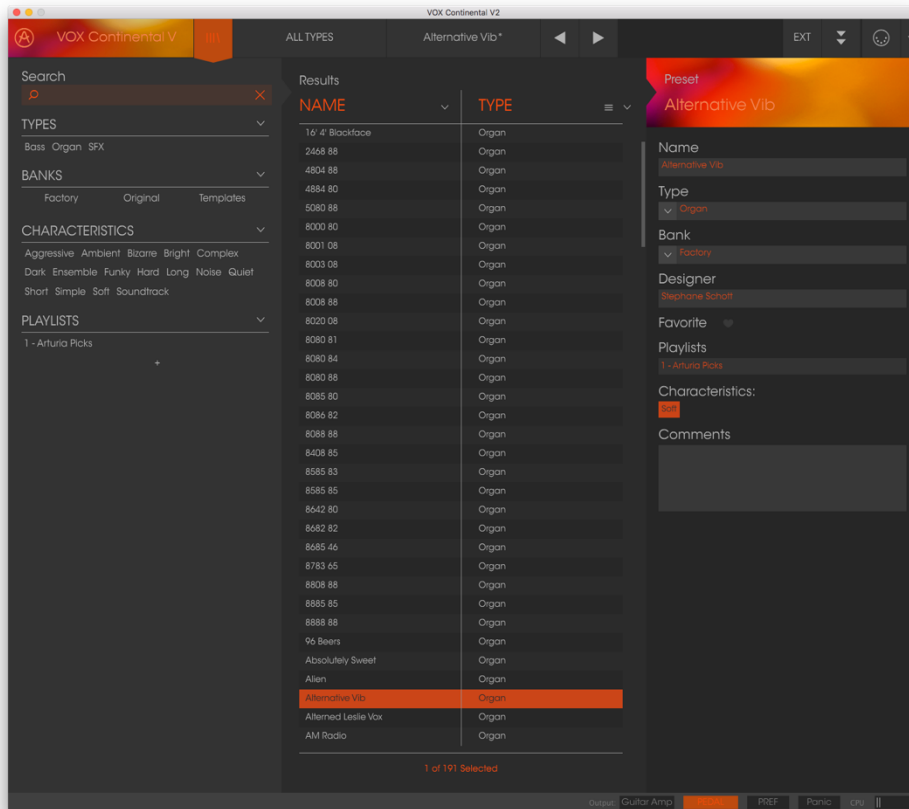 VOX Continental V2
VOX Continental V
ALL TYPES
Alternative Vib*
EXT
Search
TYPES
Bass Organ SFX
BANKS
Factory Original Templates
CHARACTERISTICS
Aggressive Ambient Bizarre Bright Complex
Dark Ensemble Funky Hard Long Noise Quiet
Short Simple Soft Soundtrack
PLAYLISTS
1 - Arturia Picks
+
Results
NAME TYPE
16' 4' Blackface Organ
2468 88 Organ
4804 88 Organ
4884 80 Organ
5080 88 Organ
8000 80 Organ
8001 08 Organ
8003 08 Organ
8008 80 Organ
8008 88 Organ
8020 08 Organ
8080 81 Organ
8080 84 Organ
8080 88 Organ
8085 80 Organ
8086 82 Organ
8088 88 Organ
8408 85 Organ
8585 83 Organ
8585 85 Organ
8642 80 Organ
8682 82 Organ
8685 46 Organ
8783 65 Organ
8808 88 Organ
8885 85 Organ
8888 88 Organ
96 Beers Organ
Absolutely Sweet Organ
Alien Organ
Alternative Vib Organ
Alterned Leslie Vox Organ
AM Radio Organ
1 of 191 Selected
Preset
Alternative Vib
Name
Alternative Vib
Type
Organ
Bank
Factory
Designer
Stephane Schott
Favorite
Playlists
1 - Arturia Picks
Characteristics:
Soft
Comments
Output: Guitar Amp PEDAL PREF Panic CPU